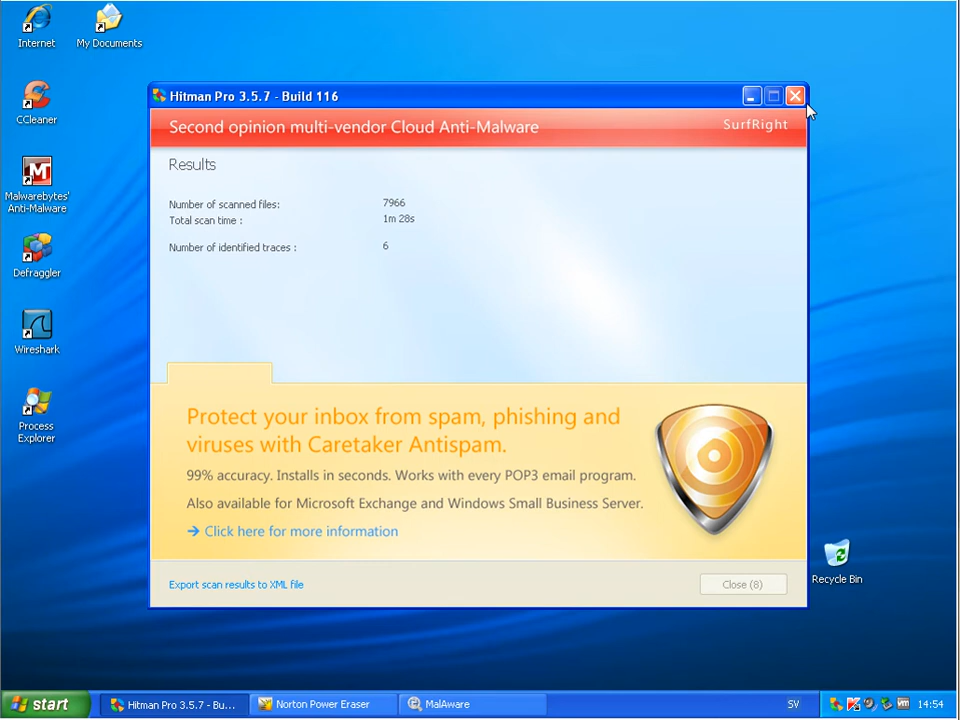 Internet
My Documents
CCleaner
Malwarebytes'
Anti-Malware
Defraggler
Wireshark
Process
Explorer
Hitman Pro 3.5.7 - Build 116
Second opinion multi-vendor Cloud Anti-Malware
SurfRight
Results
Number of scanned files: 7966
Total scan time : 1m 28s
Number of identified traces : 6
Protect your inbox from spam, phishing and
viruses with Caretaker Antispam.
99% accuracy. Installs in seconds. Works with every POP3 email program.
Also available for Microsoft Exchange and Windows Small Business Server.
→ Click here for more information
Export scan results to XML file
Close (8)
Recycle Bin
start
Hitman Pro 3.5.7 - Bu...
Norton Power Eraser
MalAware
SV
14:54